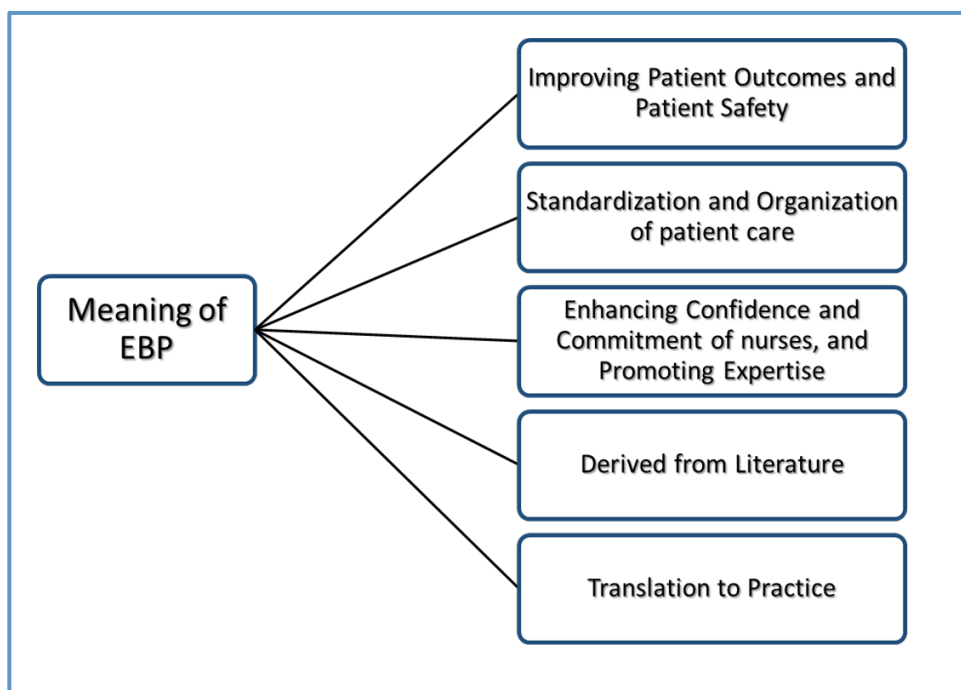 Improving Patient Outcomes and
Patient Safety
Standardization and Organization
of patient care
Meaning of
EBP
Enhancing Confidence and
Commitment of nurses, and
Promoting Expertise
Derived from Literature
Translation to Practice